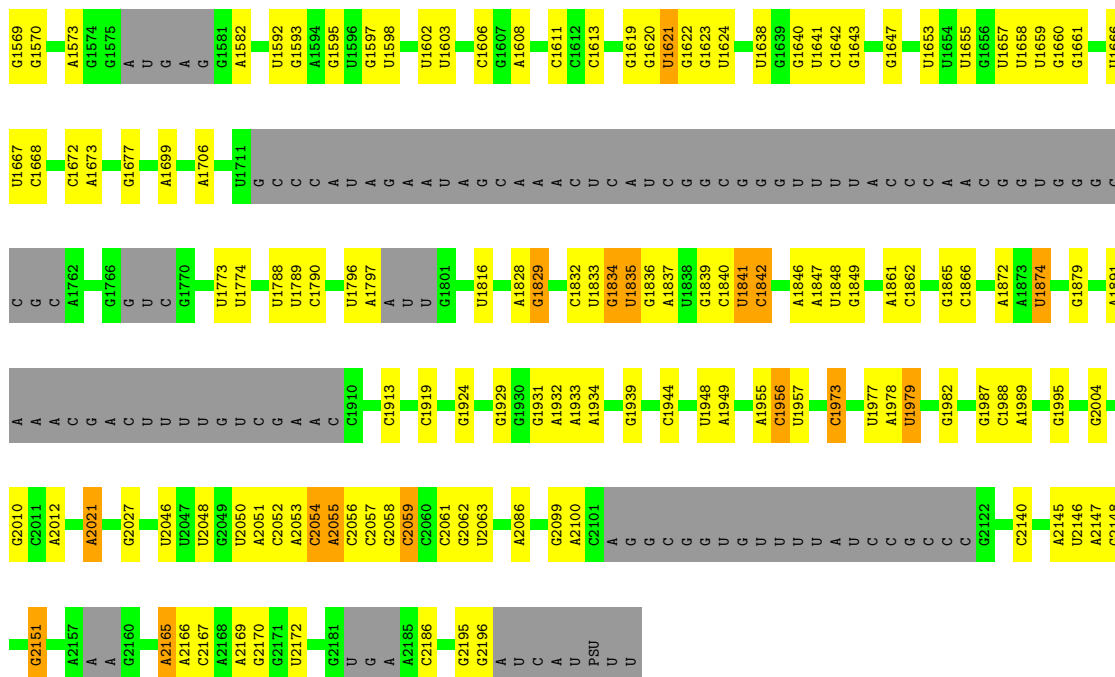 G1569 G1570 A1573 G1574 G1575 A U G A G G1581 A1582 U1592 G1593 A1594 G1595 U1596 G1597 U1598 U1602 U1603 C1606 G1607 A1608 C1611 C1612 C1613 G1619 G1620 U1621 G1622 G1623 U1624 U1638 G1639 G1640 U1641 C1642 G1643 G1647 U1653 U1654 U1655 G1656 U1657 U1658 U1659 G1660 G1661 U1666
U1667 C1668 C1672 A1673 G1677 A1699 A1706 U1711 G C C C A U A G A A U A G C A A A C U C A U C G G C G G G U U U U A C C C A A C G G U G G G C
C G C A1762 G1766 G U C G1770 U1773 U1774 U1788 U1789 C1790 U1796 A1797 A U U G1801 U1816 A1828 G1829 C1832 U1833 G1834 U1835 G1836 A1837 U1838 G1839 C1840 U1841 C1842 A1846 A1847 U1848 G1849 A1861 C1862 G1865 C1866 A1872 A1873 U1874 G1879 A1891
A A A C G A C U U U U G U C G A A C C1910 C1913 C1919 G1924 G1929 G1930 G1931 A1932 A1933 A1934 G1939 C1944 U1948 A1949 A1955 C1956 U1957 C1973 U1977 A1978 U1979 G1982 G1987 C1988 A1989 G1995 G2004
G2010 C2011 A2012 A2021 G2027 U2046 U2047 U2048 G2049 U2050 A2051 C2052 A2053 C2054 A2055 C2056 C2057 G2058 C2059 C2060 C2061 G2062 U2063 A2086 G2099 A2100 C2101 A G G C G G U G U U U U A U C C G C C C G2122 C2140 A2145 U2146 A2147 C2148
G2151 A2157 A A G2160 A2165 A2166 C2167 A2168 A2169 G2170 G2171 U2172 G2181 U G A A2185 C2186 G2195 G2196 A U C A U PSU U U